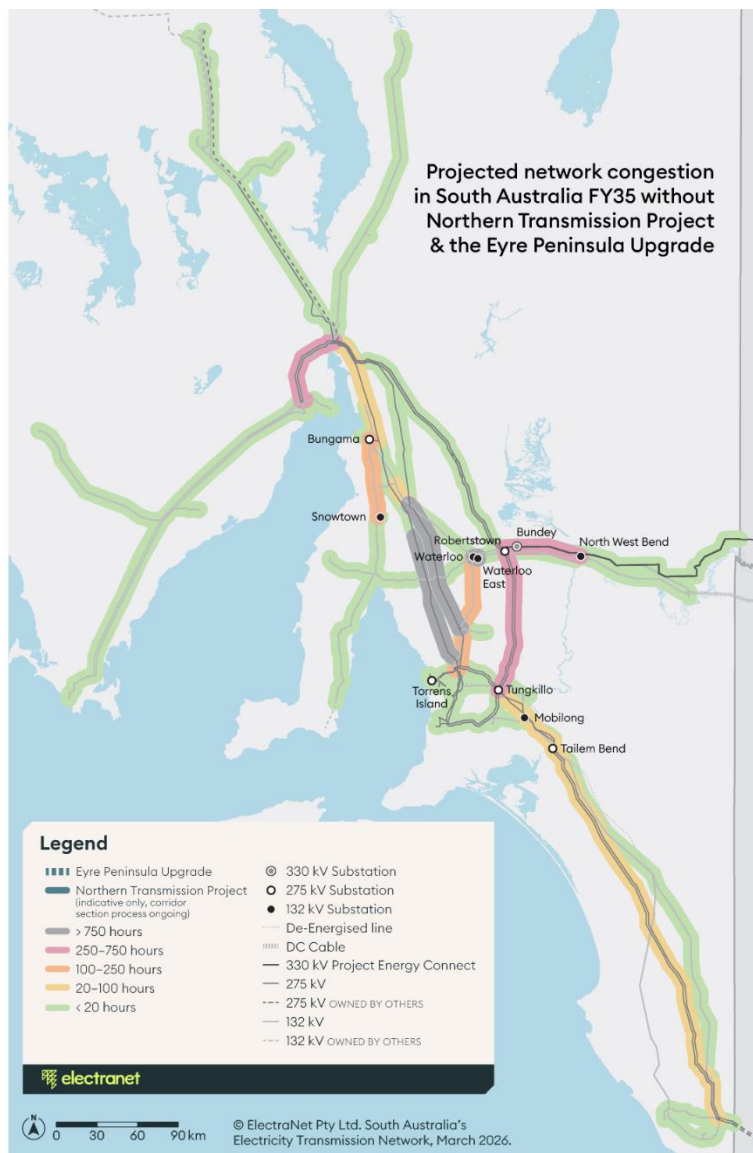 Projected network congestion
in South Australia FY35 without
Northern Transmission Project
& the Eyre Peninsula Upgrade
Bungama
Snowtown
Robertstown
Bundey
North West Bend
Waterloo
Waterloo
East
Torrens
Island
Tungkillo
Mobilong
Tailem Bend
Legend
Eyre Peninsula Upgrade
Northern Transmission Project
(indicative only, corridor
section process ongoing)
> 750 hours
250–750 hours
100–250 hours
20–100 hours
< 20 hours
330 kV Substation
275 kV Substation
132 kV Substation
De-Energised line
DC Cable
330 kV Project Energy Connect
275 kV
275 kV OWNED BY OTHERS
132 kV
132 kV OWNED BY OTHERS
electranet
N
0 30 60 90 km
© ElectraNet Pty Ltd. South Australia's
Electricity Transmission Network, March 2026.